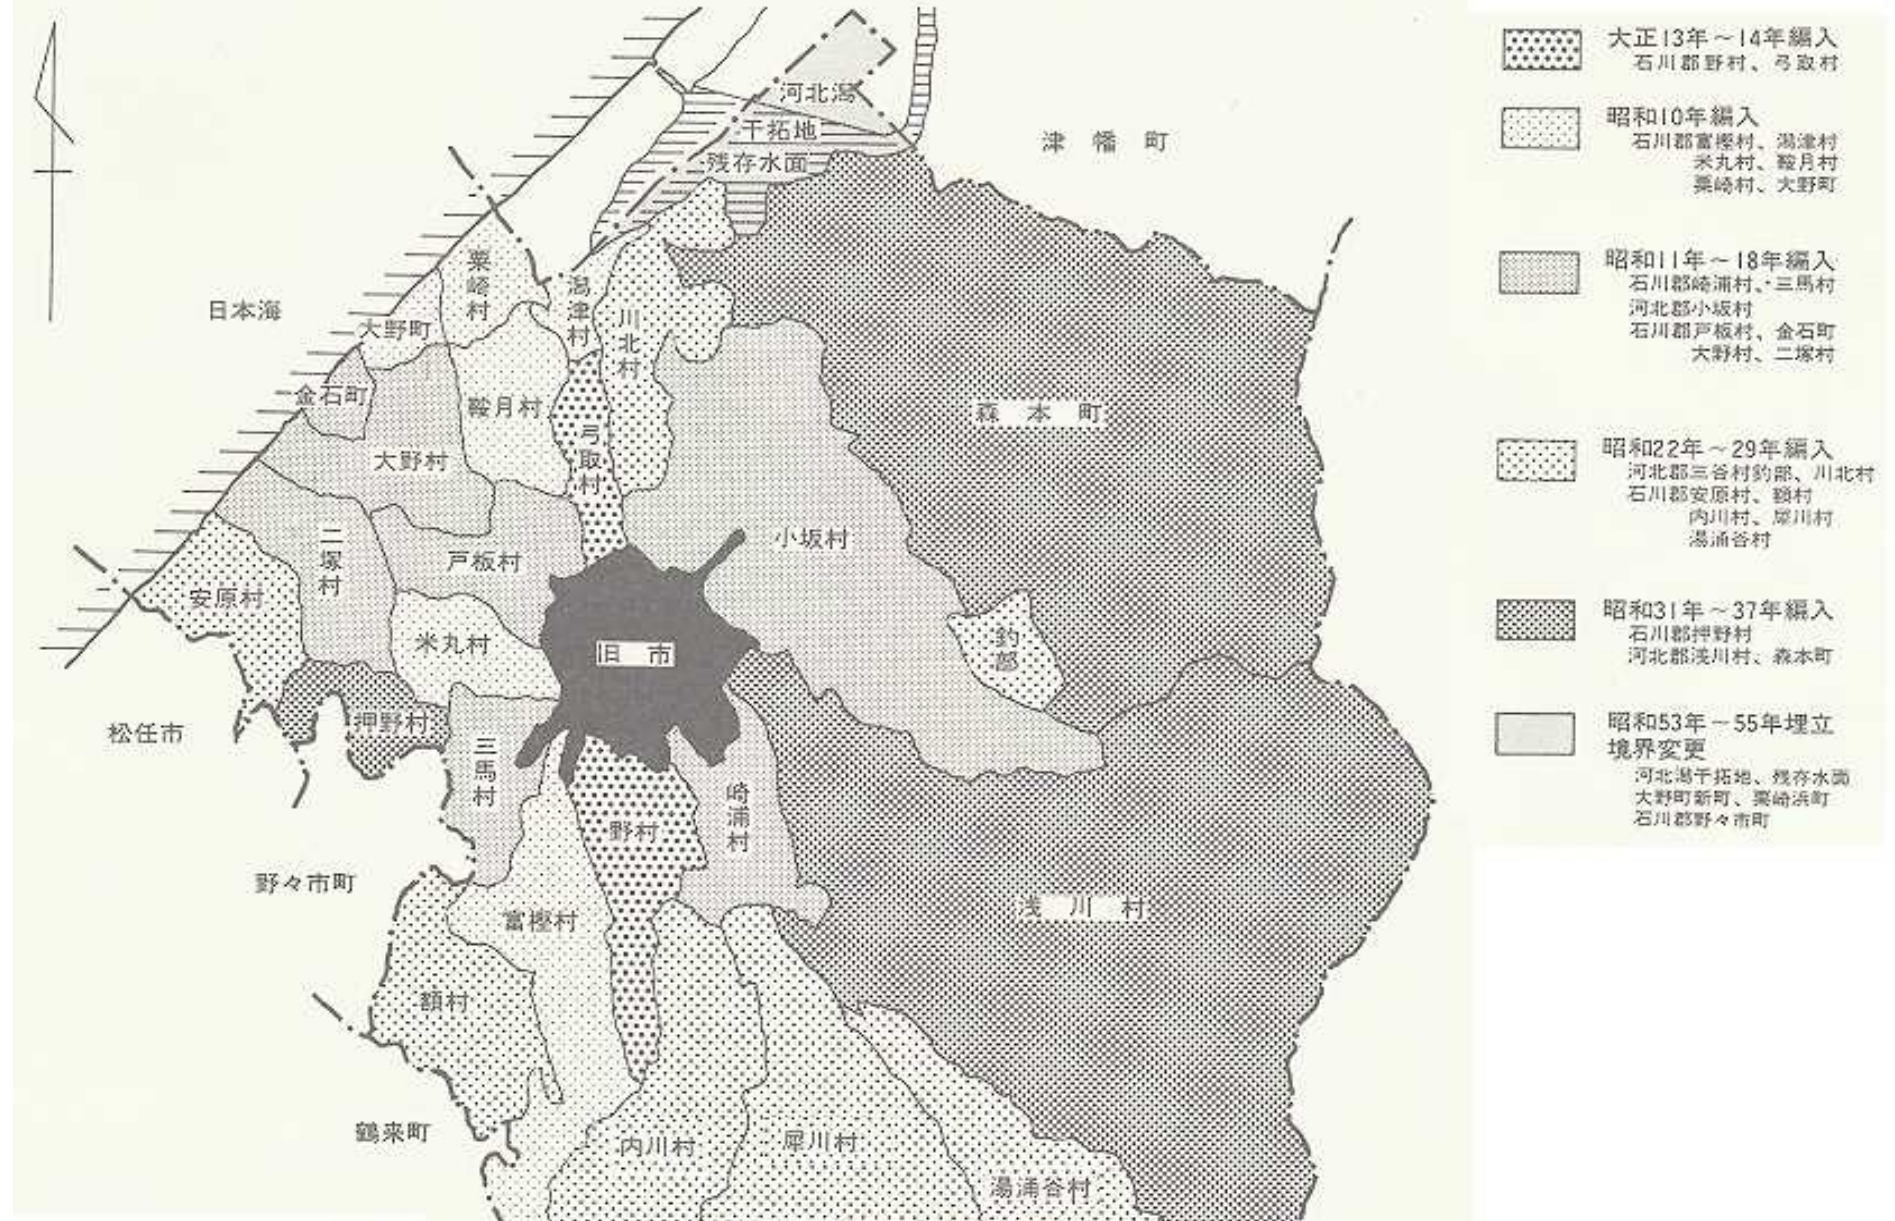 河北潟
干拓地
残存水面
津幡町
粟崎村
潟津村
日本海
大野町
川北村
金石町
鞍月村
森本町
弓取村
大野村
二塚村
戸板村
小坂村
安原村
米丸村
旧市
釣部
松任市
押野村
三馬村
崎浦村
野村
野々市町
富樫村
浅川村
額村
鶴来町
内川村
犀川村
湯涌谷村
大正13年～14年編入
石川郡野村、弓取村
昭和10年編入
石川郡富樫村、潟津村
米丸村、鞍月村
粟崎村、大野町
昭和11年～18年編入
石川郡崎浦村、三馬村
河北郡小坂村
石川郡戸板村、金石町
大野村、二塚村
昭和22年～29年編入
河北郡三谷村釣部、川北村
石川郡安原村、額村
内川村、犀川村
湯涌谷村
昭和31年～37年編入
石川郡押野村
河北郡浅川村、森本町
昭和53年～55年埋立
境界変更
河北潟干拓地、残存水面
大野町新町、粟崎浜町
石川郡野々市町